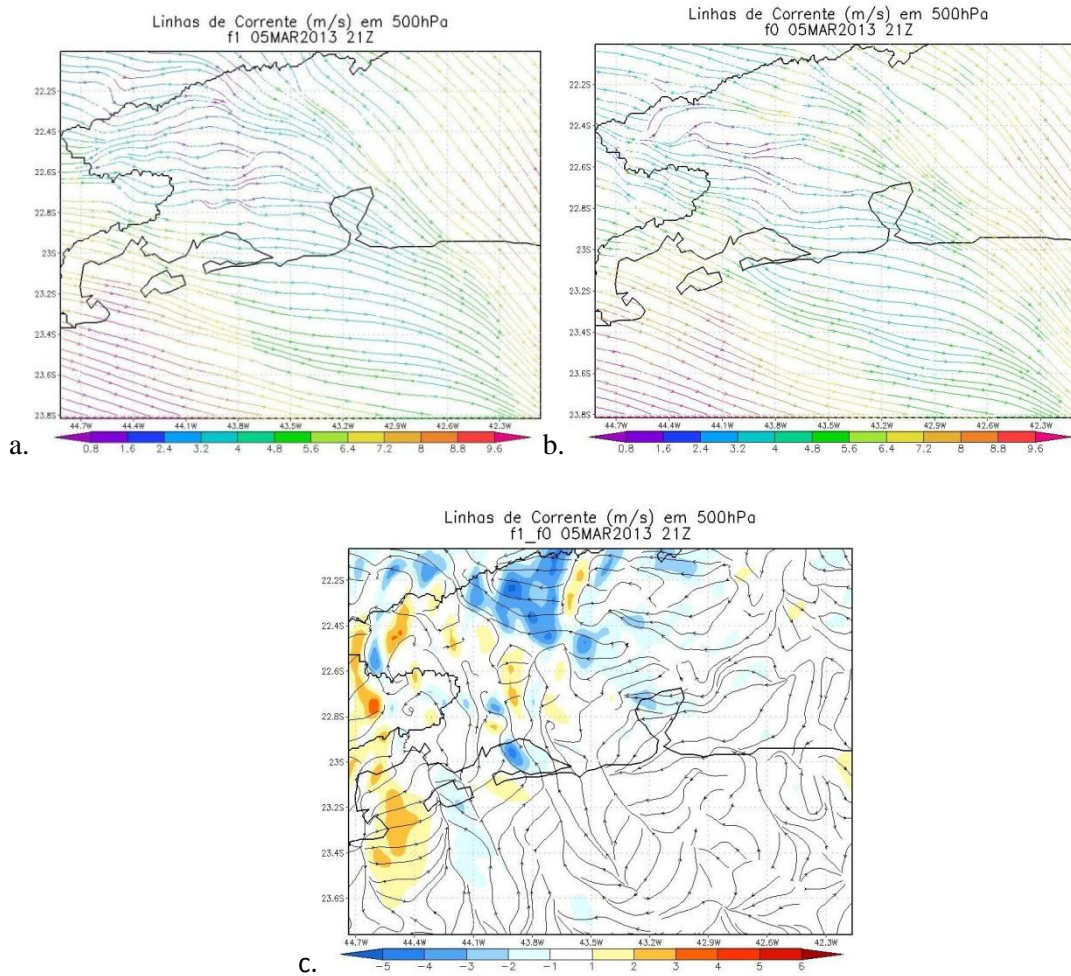 Linhas de Corrente (m/s) em 500hPa
f1 05MAR2013 21Z
22.2S
22.4S
22.6S
22.8S
23S
23.2S
23.4S
23.6S
23.8S
44.7W 44.4W 44.1W 43.8W 43.5W 43.2W 42.9W 42.6W 42.3W
0.8 1.6 2.4 3.2 4 4.8 5.6 6.4 7.2 8 8.8 9.6
a.
Linhas de Corrente (m/s) em 500hPa
f0 05MAR2013 21Z
22.2S
22.4S
22.6S
22.8S
23S
23.2S
23.4S
23.6S
23.8S
44.7W 44.4W 44.1W 43.8W 43.5W 43.2W 42.9W 42.6W 42.3W
0.8 1.6 2.4 3.2 4 4.8 5.6 6.4 7.2 8 8.8 9.6
b.
Linhas de Corrente (m/s) em 500hPa
f1_f0 05MAR2013 21Z
22.2S
22.4S
22.6S
22.8S
23S
23.2S
23.4S
23.6S
44.7W 44.4W 44.1W 43.8W 43.5W 43.2W 42.9W 42.6W 42.3W
-5 -4 -3 -2 -1 1 2 3 4 5 6
c.